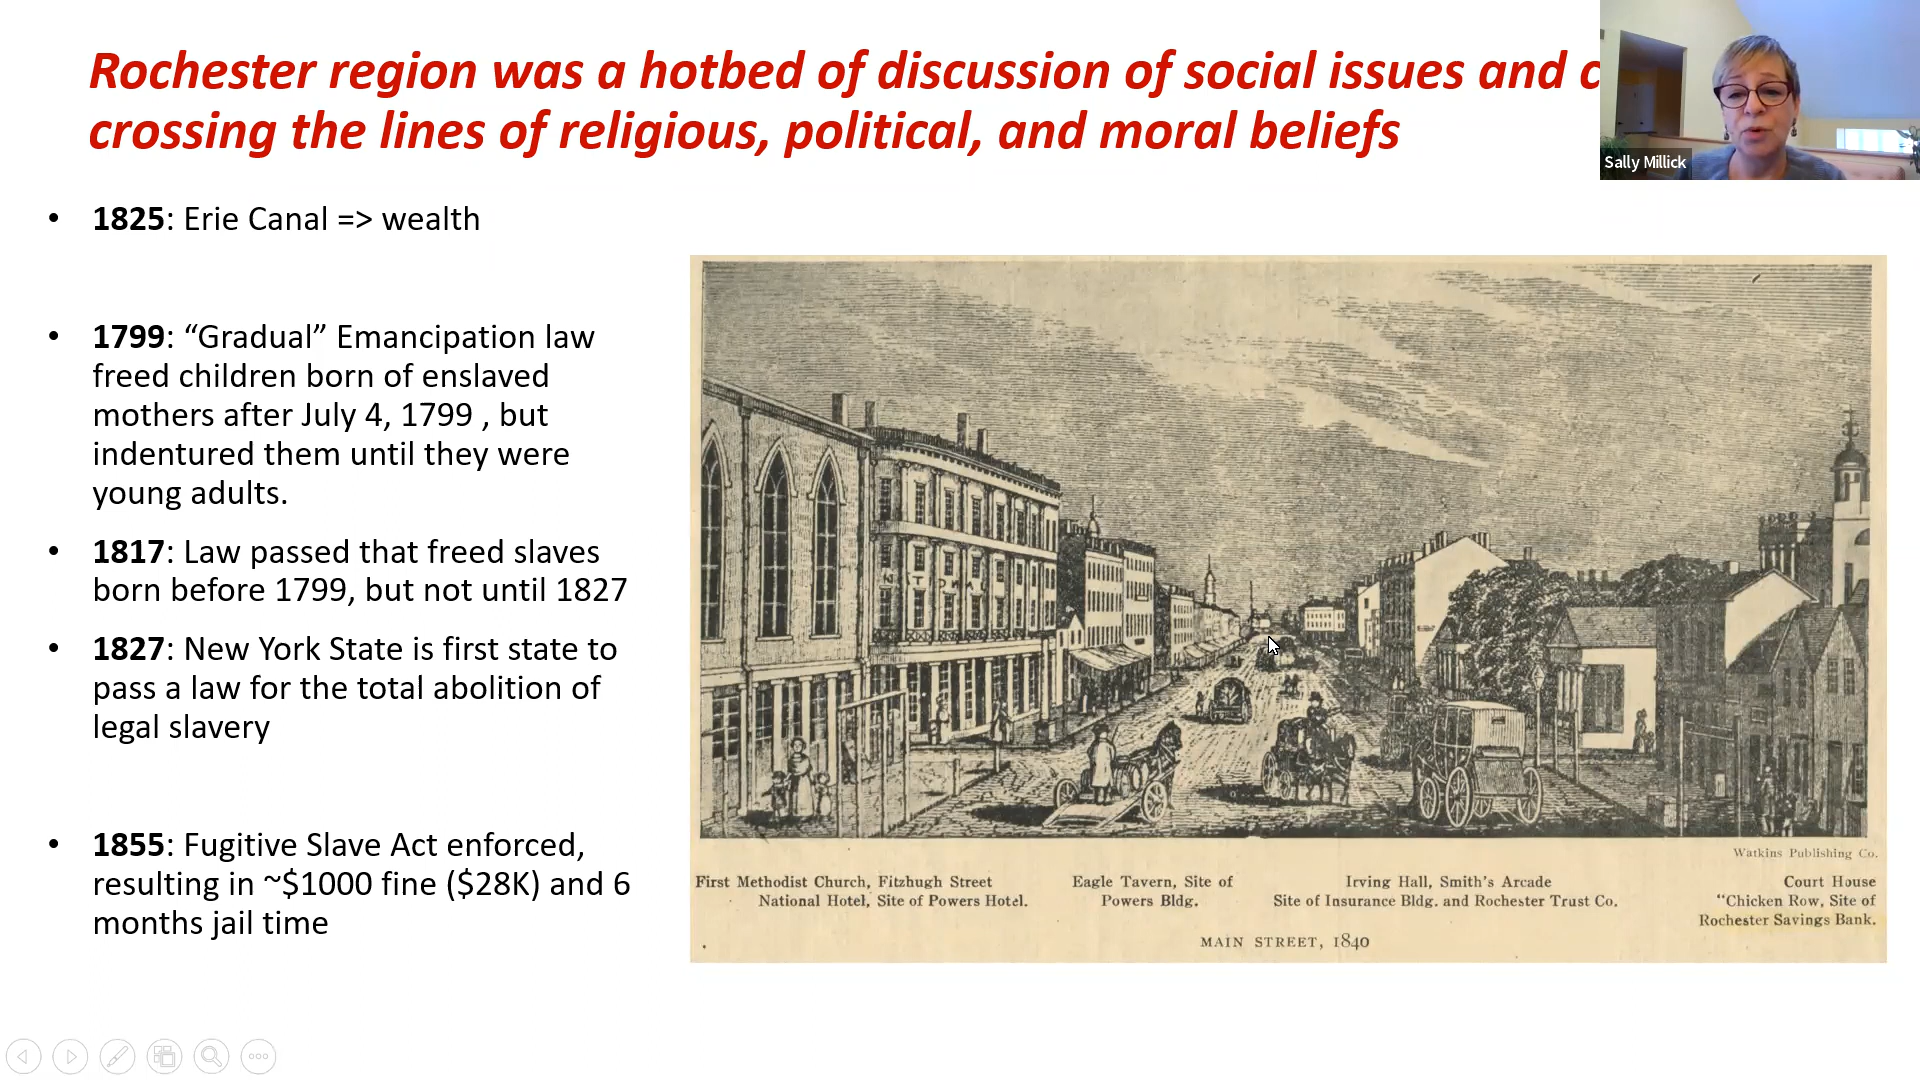 Rochester region was a hotbed of discussion of social issues and c
crossing the lines of religious, political, and moral beliefs
Sally Millick
• 1825: Erie Canal => wealth
• 1799: “Gradual” Emancipation law
freed children born of enslaved
mothers after July 4, 1799 , but
indentured them until they were
young adults.
• 1817: Law passed that freed slaves
born before 1799, but not until 1827
• 1827: New York State is first state to
pass a law for the total abolition of
legal slavery
• 1855: Fugitive Slave Act enforced,
resulting in ~$1000 fine ($28K) and 6
months jail time
Watkins Publishing Co.
First Methodist Church, Fitzhugh Street
National Hotel, Site of Powers Hotel.
Eagle Tavern, Site of
Powers Bldg.
Irving Hall, Smith's Arcade
Site of Insurance Bldg. and Rochester Trust Co.
Court House
"Chicken Row, Site of
Rochester Savings Bank.
MAIN STREET, 1840